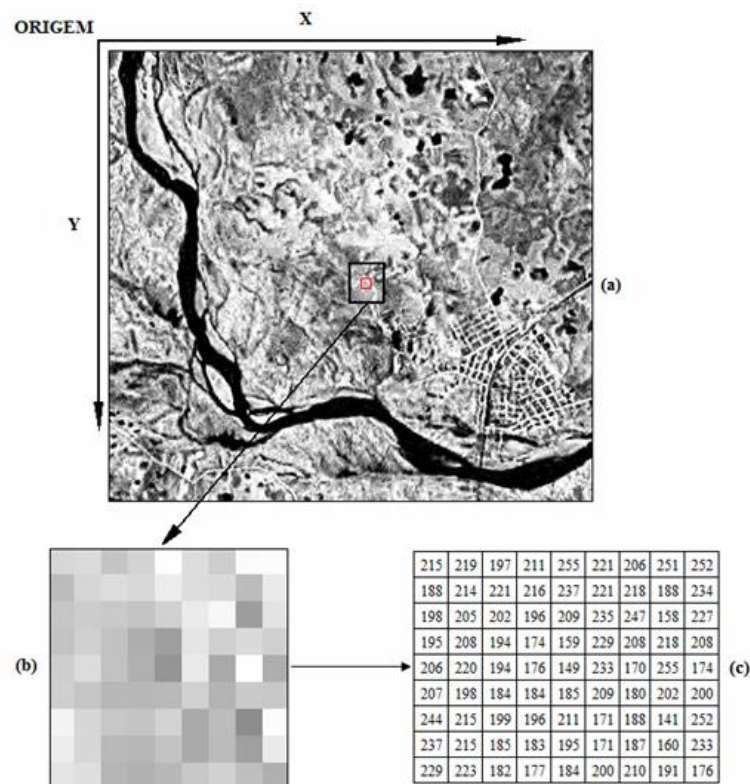 X
ORIGEM
Y
(a)
(b)
215 219 197 211 255 221 206 251 252
188 214 221 216 237 221 218 188 234
198 205 202 196 209 235 247 158 227
195 208 194 174 159 229 208 218 208
206 220 194 176 149 233 170 255 174
207 198 184 184 185 209 180 202 200
244 215 199 196 211 171 188 141 252
237 215 185 183 195 171 187 160 233
229 223 182 177 184 200 210 191 176
(c)